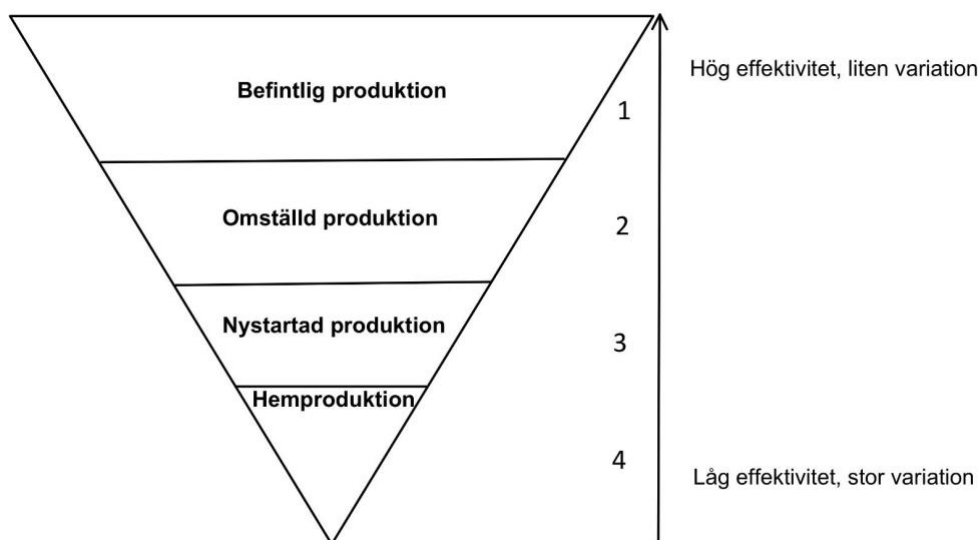 Befintlig produktion
Hög effektivitet, liten variation
1
Omställd produktion
2
Nystartad produktion
3
Hemproduktion
4
Låg effektivitet, stor variation